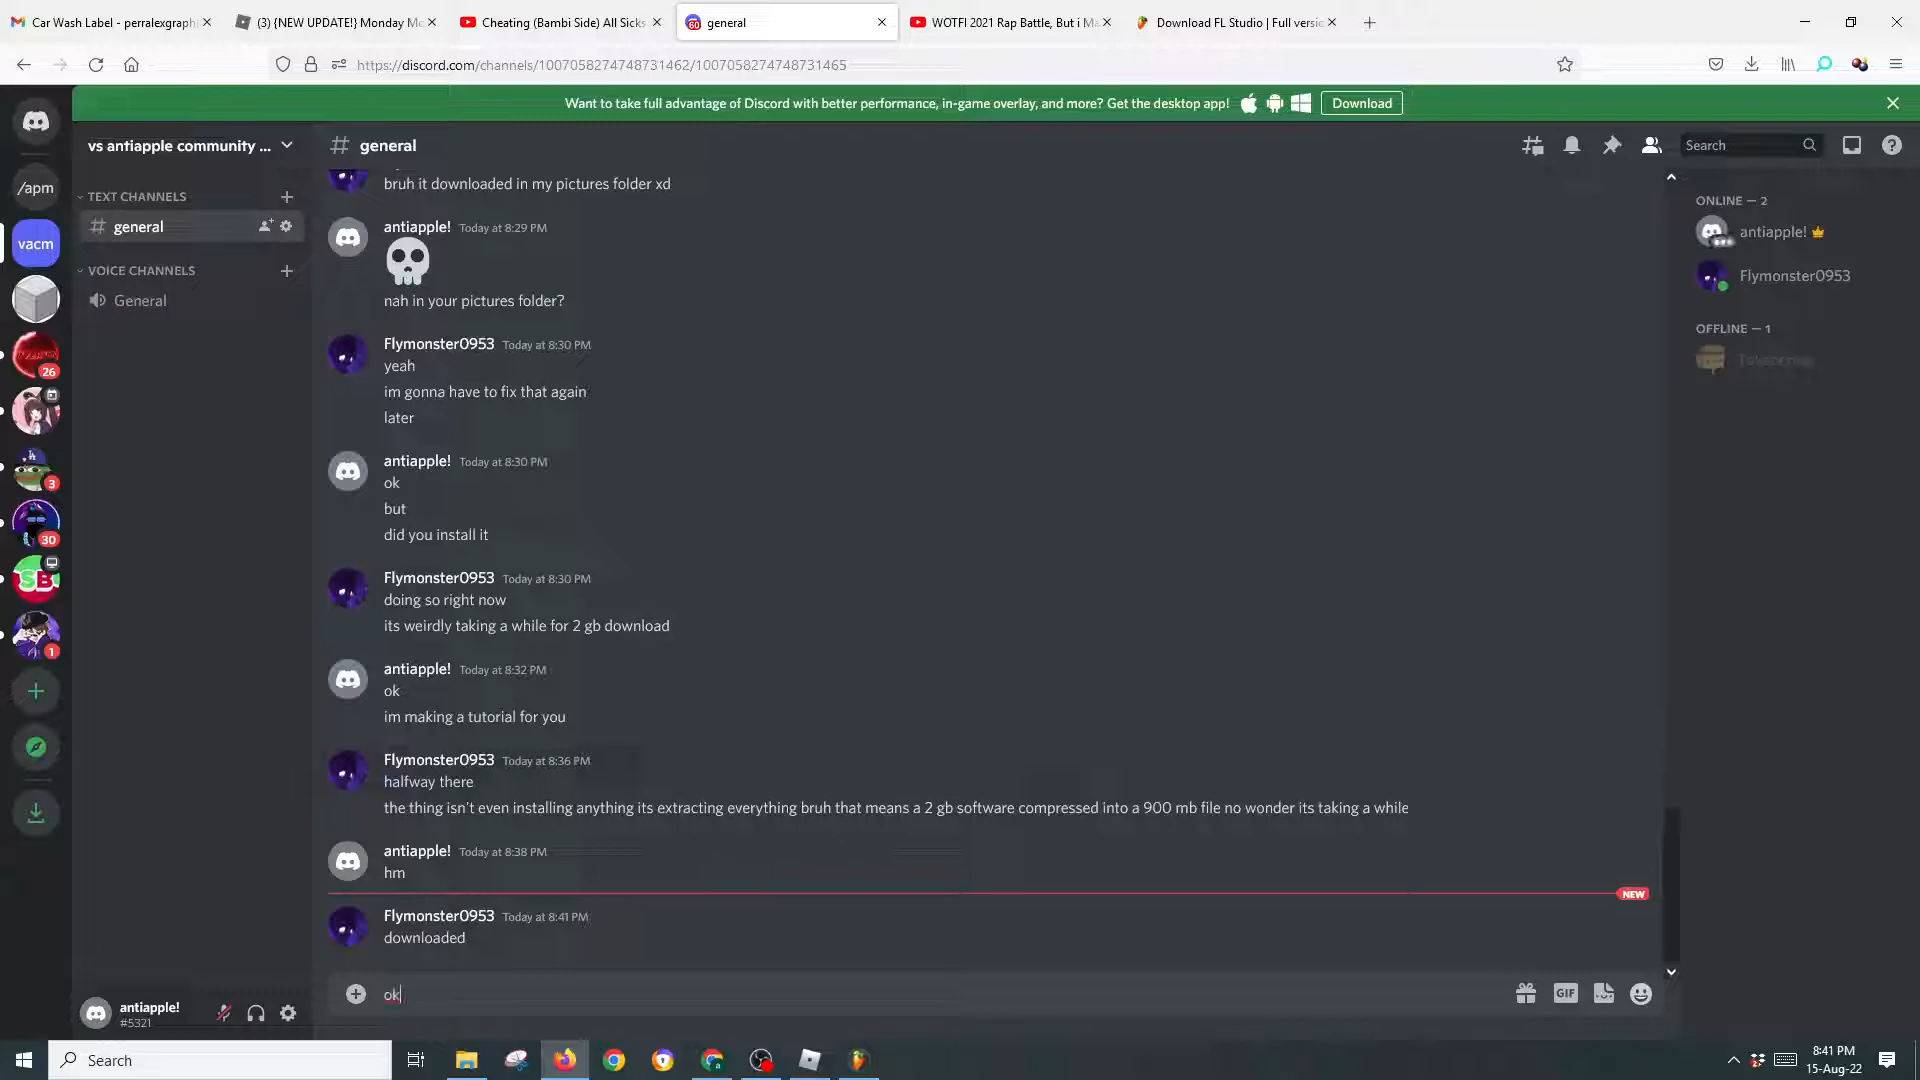 Car Wash Label - perralexgraph
(3) {NEW UPDATE!} Monday Me
Cheating (Bambi Side) All Sicks
60 general
WOTFI 2021 Rap Battle, But i Ma
Download FL Studio | Full versio
https://discord.com/channels/1007058274748731462/1007058274748731465
Want to take full advantage of Discord with better performance, in-game overlay, and more? Get the desktop app!
Download
vs antiapple community ...
general
Search
/apm
vacm
26
3
30
SB
1
TEXT CHANNELS
general
VOICE CHANNELS
General
bruh it downloaded in my pictures folder xd
antiapple! Today at 8:29 PM
nah in your pictures folder?
Flymonster0953 Today at 8:30 PM
yeah
im gonna have to fix that again
later
antiapple! Today at 8:30 PM
ok
but
did you install it
Flymonster0953 Today at 8:30 PM
doing so right now
its weirdly taking a while for 2 gb download
antiapple! Today at 8:32 PM
ok
im making a tutorial for you
Flymonster0953 Today at 8:36 PM
halfway there
the thing isn't even installing anything its extracting everything bruh that means a 2 gb software compressed into a 900 mb file no wonder its taking a while
antiapple! Today at 8:38 PM
hm
NEW
Flymonster0953 Today at 8:41 PM
downloaded
ok
GIF
ONLINE — 2
antiapple!
Flymonster0953
OFFLINE — 1
antiapple!
#5321
Search
8:41 PM
15-Aug-22